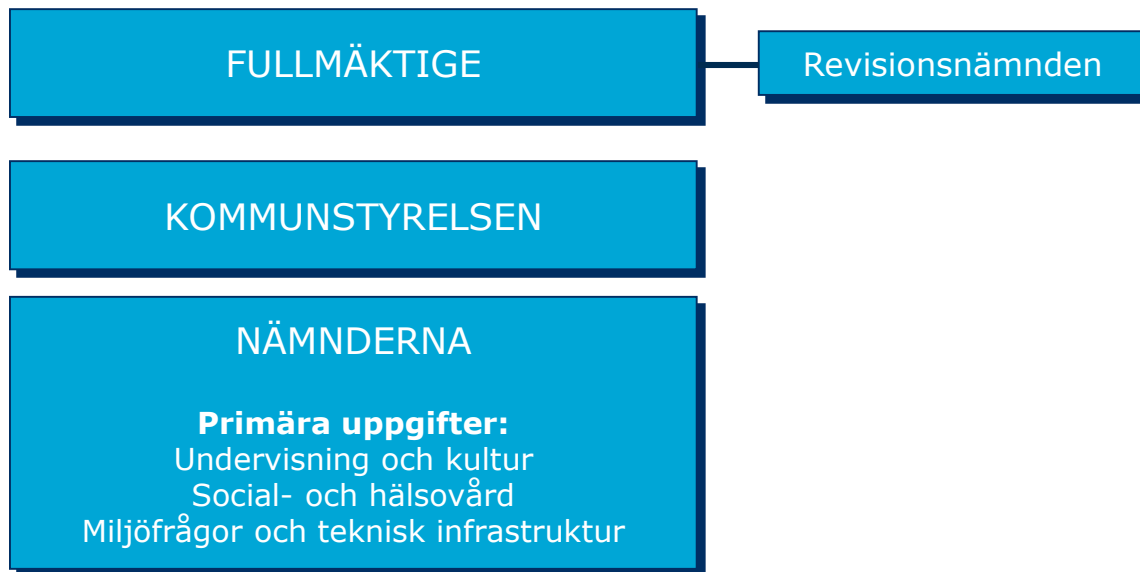 FULLMÄKTIGE
Revisionsnämnden
KOMMUNSTYRELSEN
NÄMNDERNA
Primära uppgifter:
Undervisning och kultur
Social- och hälsovård
Miljöfrågor och teknisk infrastruktur